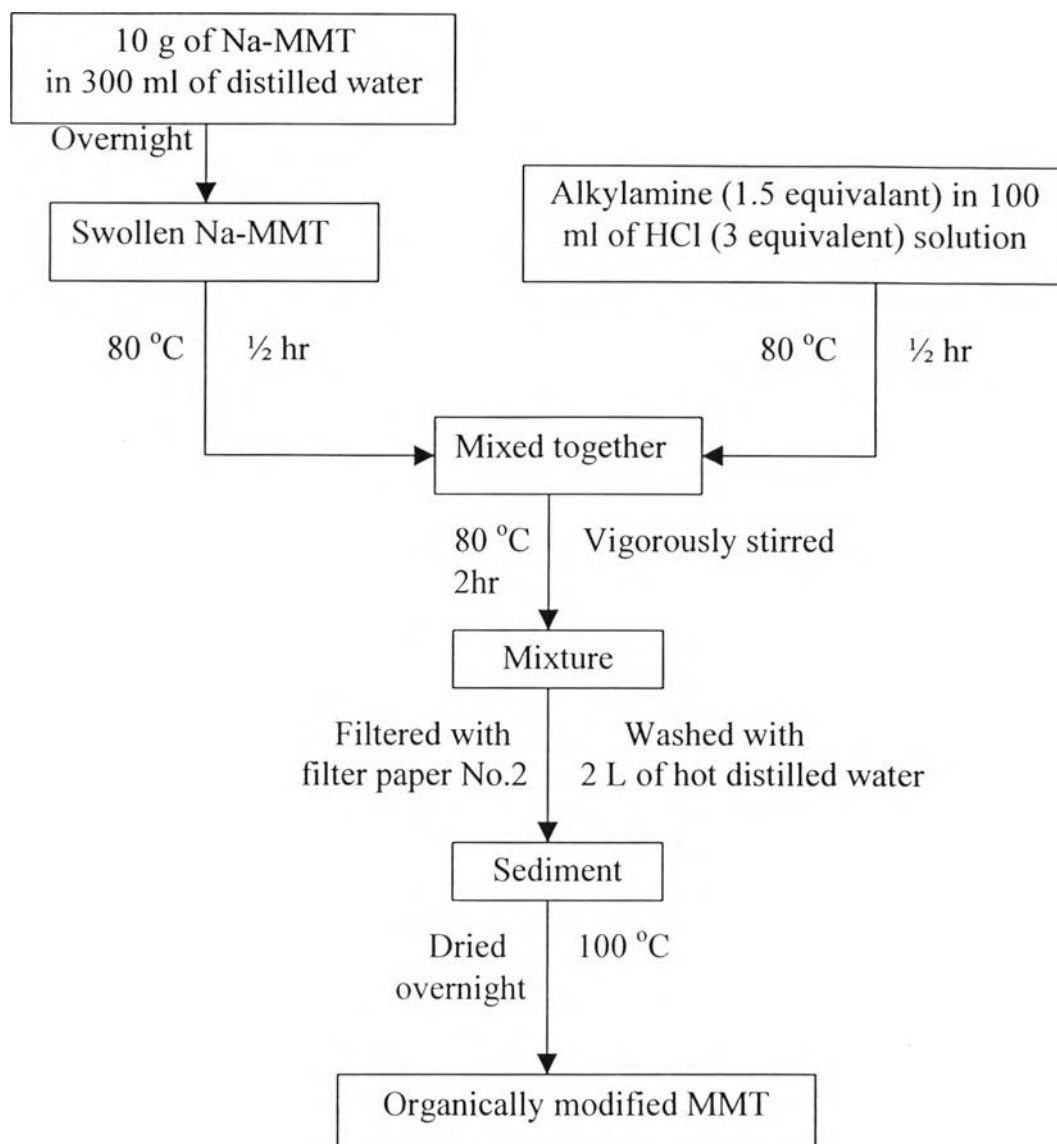 10 g of Na-MMT
in 300 ml of distilled water
Overnight
Swollen Na-MMT
Alkylamine (1.5 equivalant) in 100
ml of HCl (3 equivalent) solution
80 °C ½ hr
80 °C ½ hr
Mixed together
80 °C Vigorously stirred
2hr
Mixture
Filtered with Washed with
filter paper No.2 2 L of hot distilled water
Sediment
Dried 100 °C
overnight
Organically modified MMT